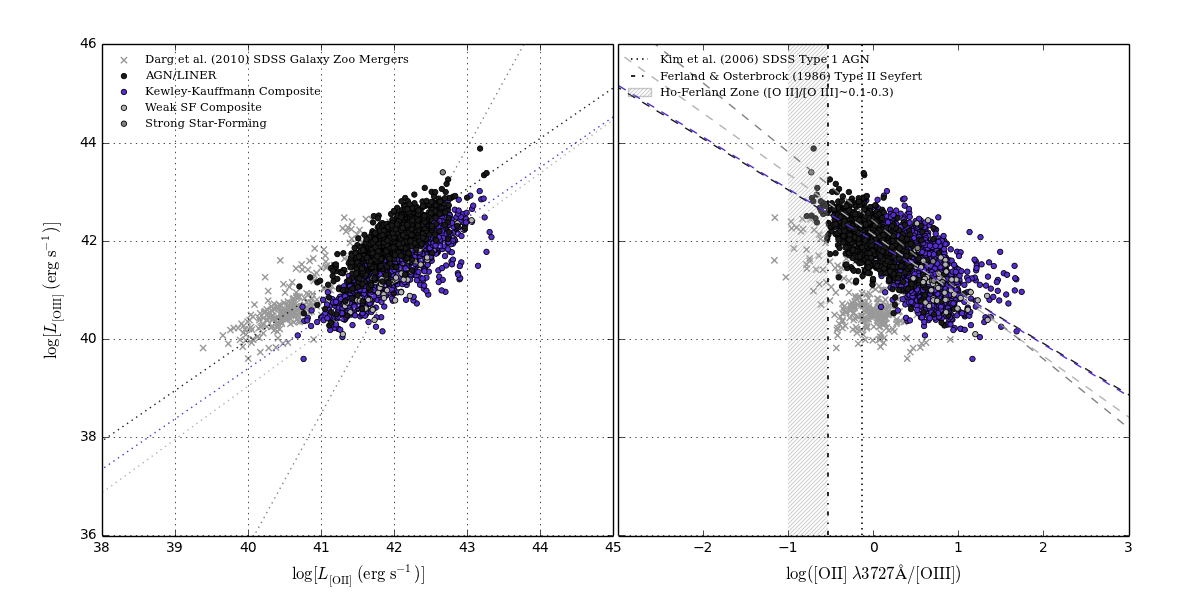 46
44
42
40
38
36
log[L[OIII] (erg s−1)]
× Darg et al. (2010) SDSS Galaxy Zoo Mergers
AGN/LINER
Kewley-Kauffmann Composite
Weak SF Composite
Strong Star-Forming
Kim et al. (2006) SDSS Type 1 AGN
Ferland & Osterbrock (1986) Type II Seyfert
Ho-Ferland Zone ([O II]/[O III]~0.1-0.3)
38 39 40 41 42 43 44 45
−2 −1 0 1 2 3
log[L[OII] (erg s−1)]
log([OII] λ3727Å/[OIII])